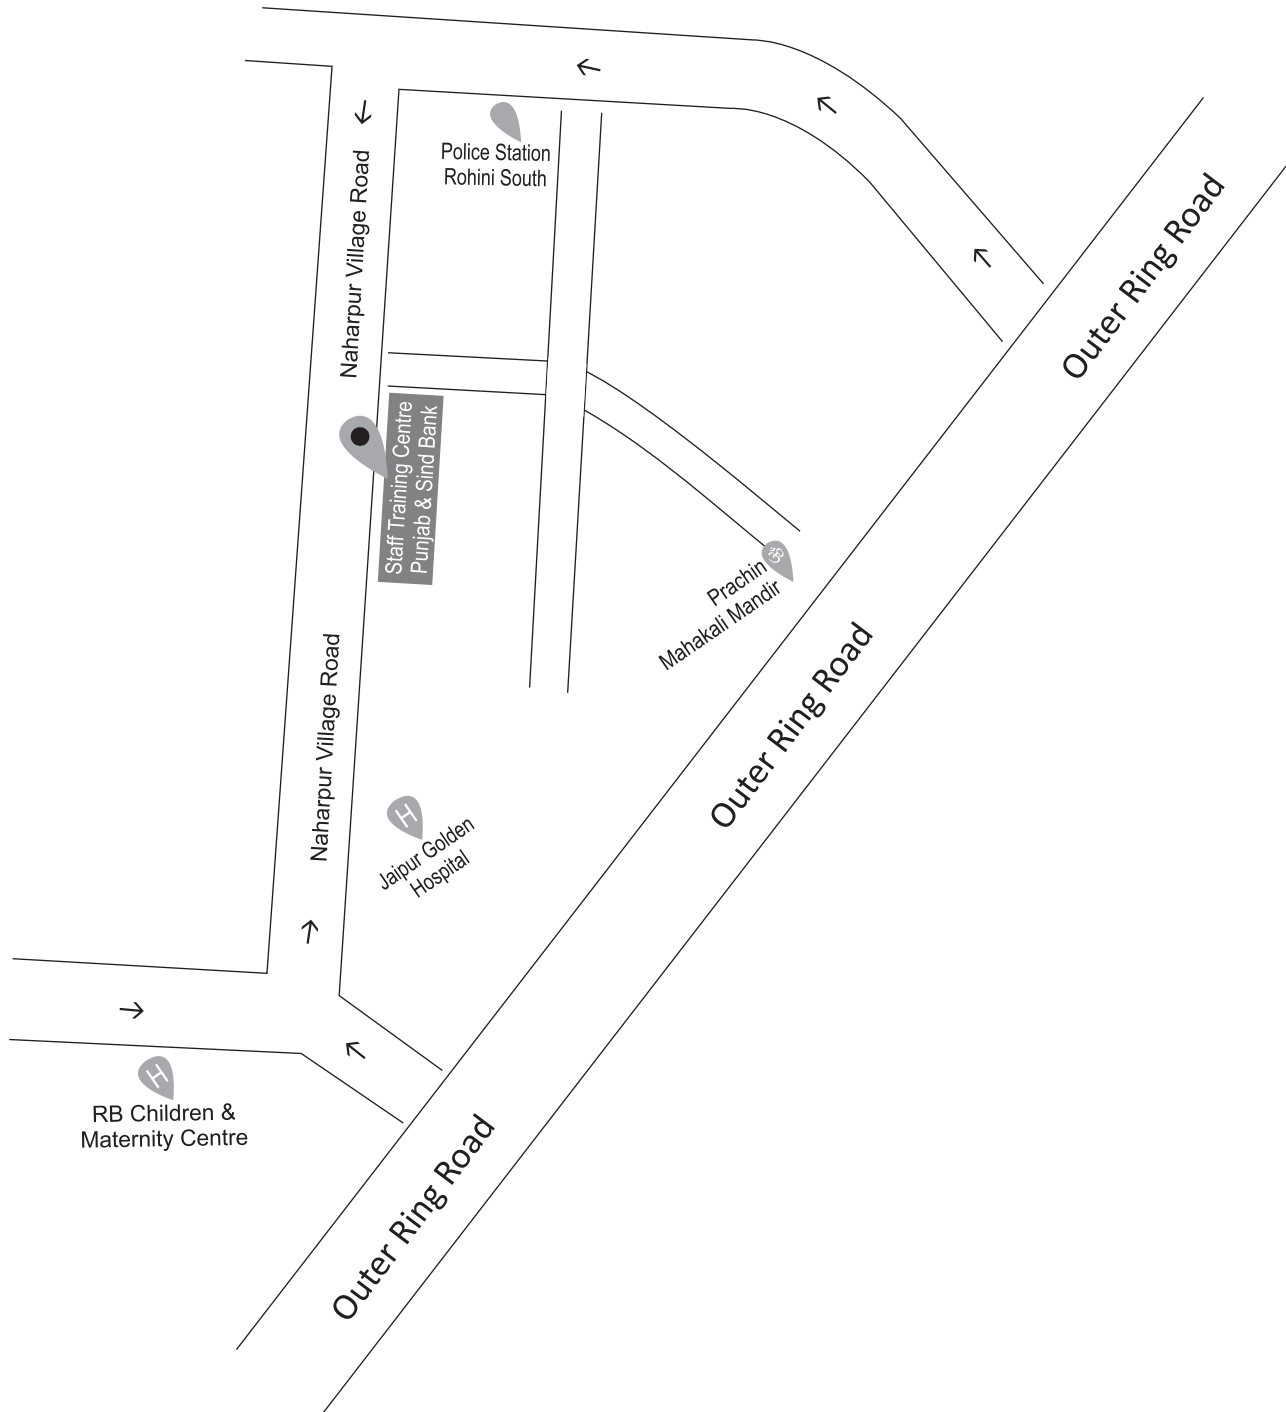 Police Station
Rohini South
Naharpur Village Road
Outer Ring Road
Staff Training Centre
Punjab & Sind Bank
ॐ
Prachin
Mahakali Mandir
Outer Ring Road
Naharpur Village Road
H
Jaipur Golden
Hospital
H
RB Children &
Maternity Centre
Outer Ring Road